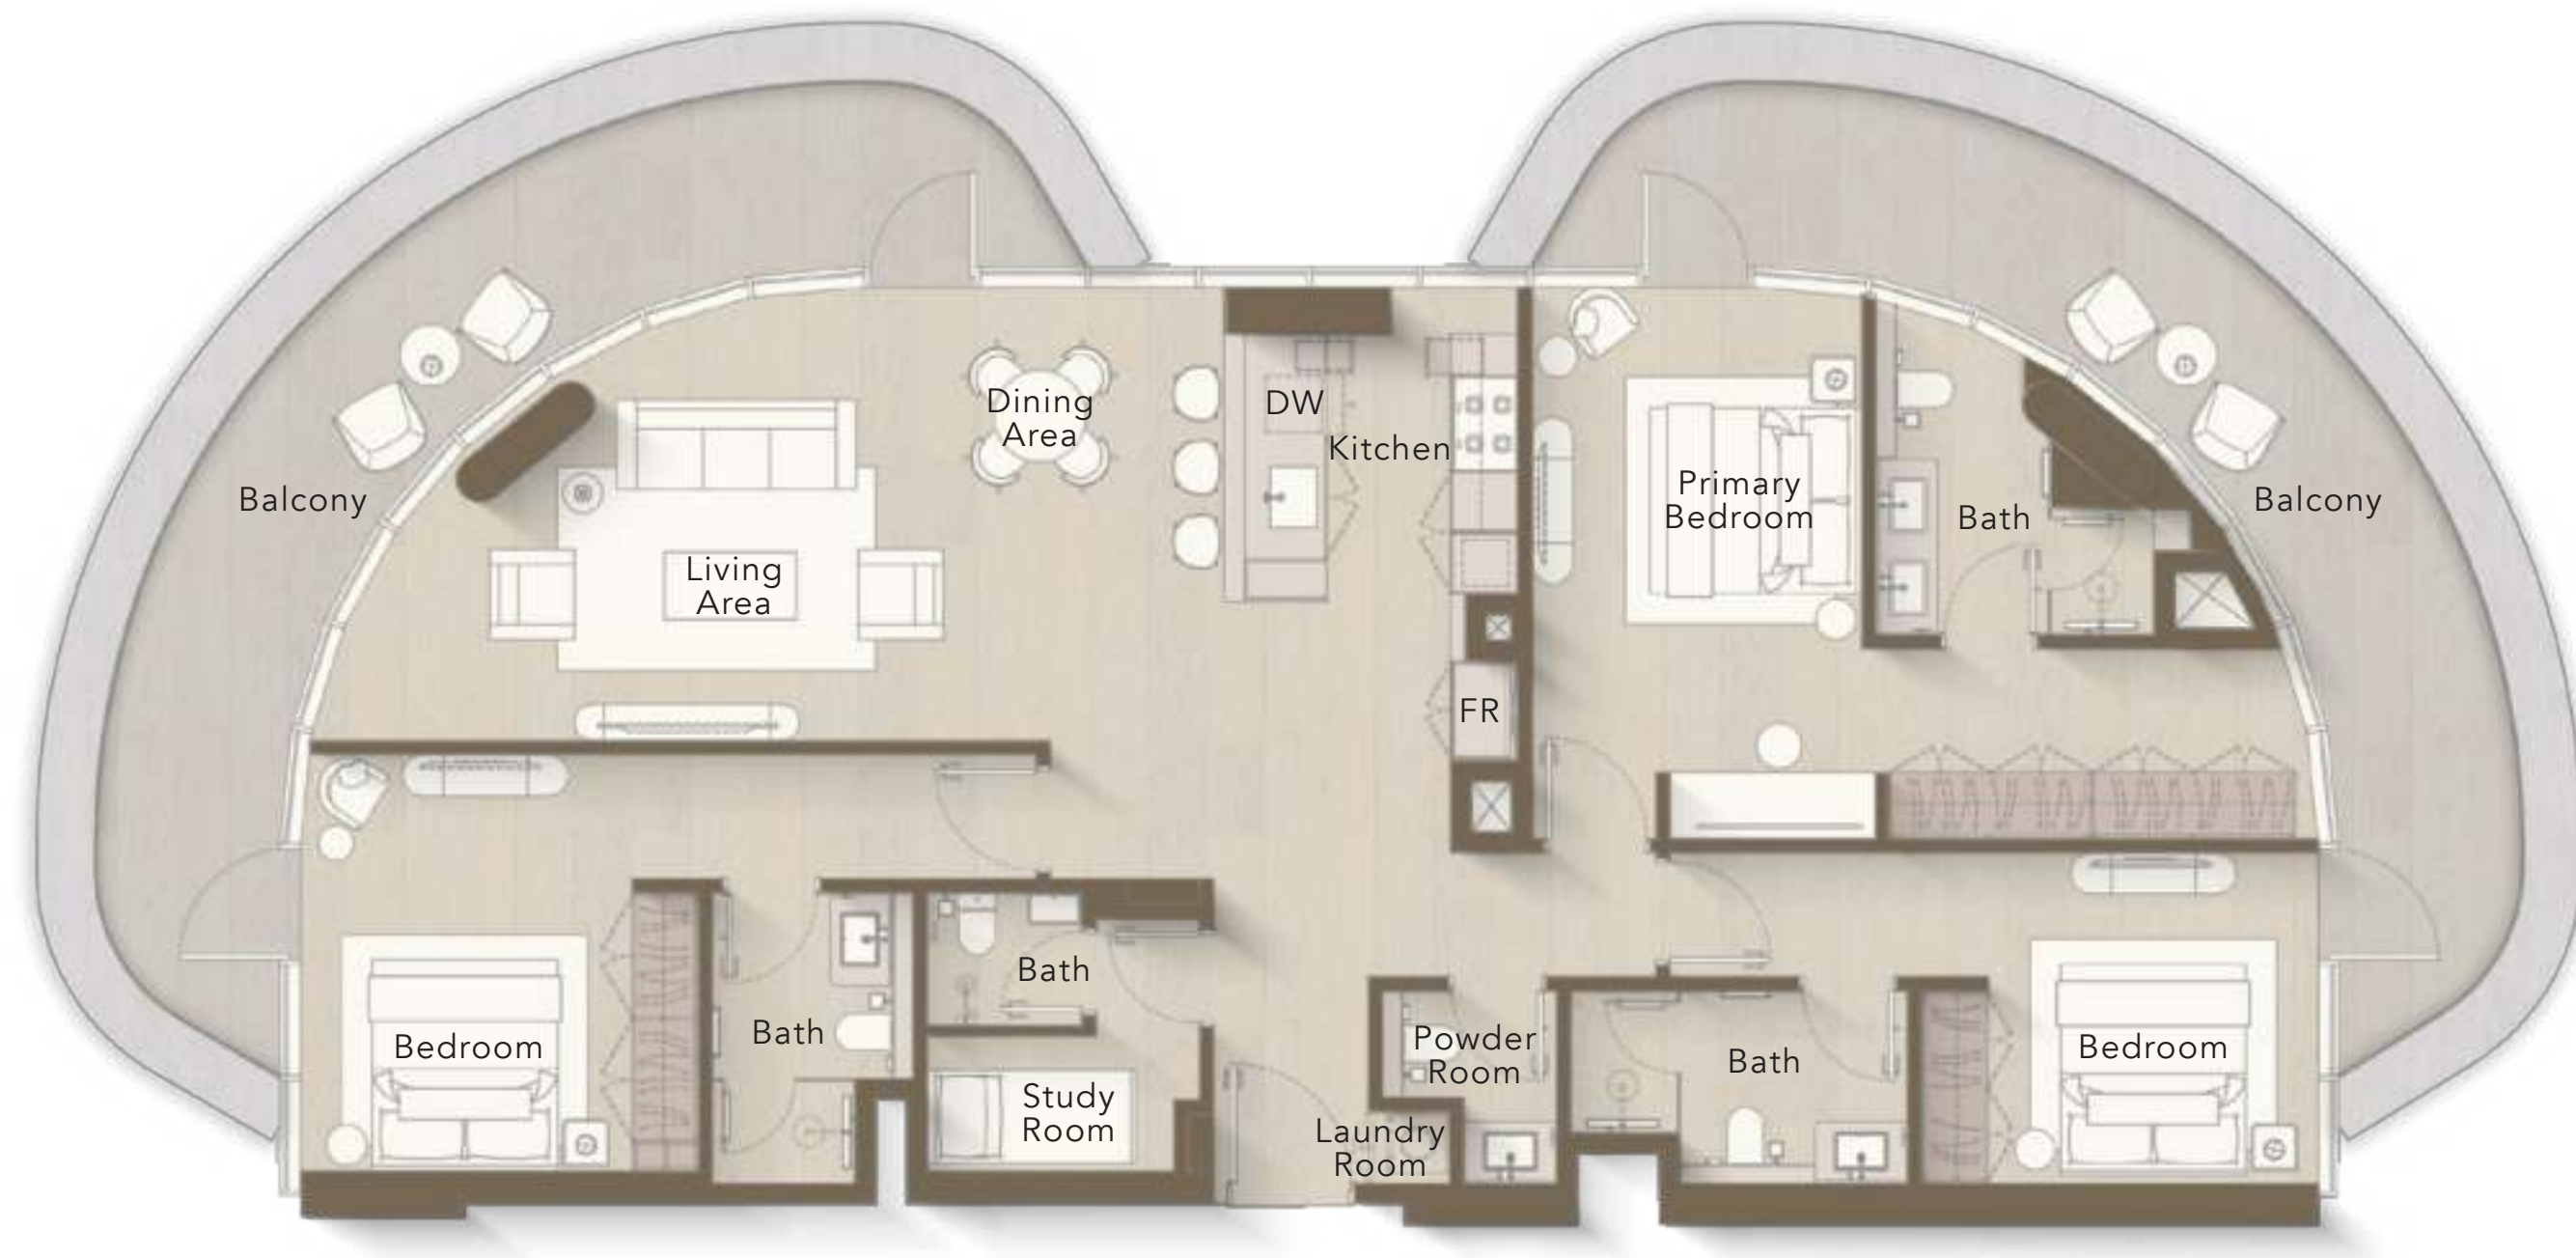 Dining
Area
DW
Kitchen
Balcony
Living
Area
Primary
Bedroom
Bath
Balcony
FR
Bedroom
Bath
Bath
Study
Room
Powder
Room
Laundry
Room
Bath
Bedroom